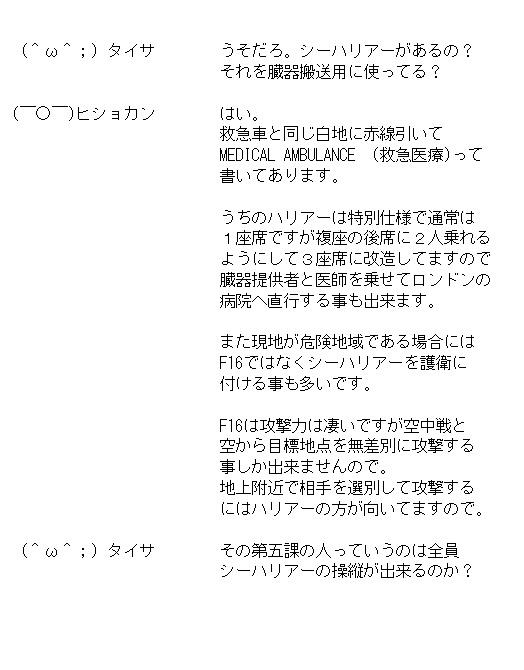 (＾ω＾；) タイサ　うそだろ。シーハリアーがあるの？
それを臓器搬送用に使ってる？
(￣○￣)ヒショカン　はい。
救急車と同じ白地に赤線引いて
MEDICAL AMBULANCE （救急医療)って
書いてあります。
うちのハリアーは特別仕様で通常は
１座席ですが複座の後席に２人乗れる
ようにして３座席に改造してますので
臓器提供者と医師を乗せてロンドンの
病院へ直行する事も出来ます。
また現地が危険地域である場合には
F16ではなくシーハリアーを護衛に
付ける事も多いです。
F16は攻撃力は凄いですが空中戦と
空から目標地点を無差別に攻撃する
事しか出来ませんので。
地上附近で相手を選別して攻撃する
にはハリアーの方が向いてますので。
(＾ω＾；) タイサ　その第五課の人っていうのは全員
シーハリアーの操縦が出来るのか？